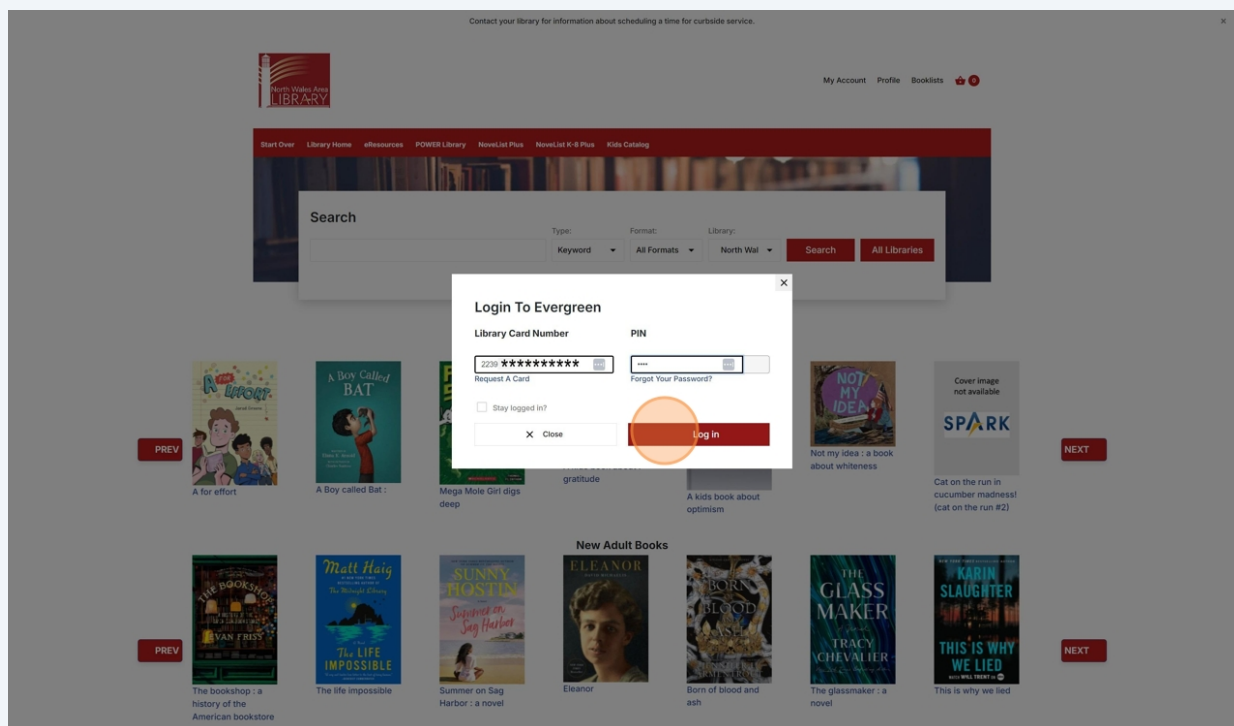 Contact your library for information about scheduling a time for curbside service.
×
North Wales Area
LIBRARY
My Account Profile Booklists 0
Start Over Library Home eResources POWER Library NoveList Plus NoveList K-8 Plus Kids Catalog
Search
Type: Format: Library:
Keyword All Formats North Wal Search All Libraries
×
Login To Evergreen
Library Card Number PIN
2239 **********
Request A Card Forgot Your Password?
Stay logged in?
× Close Log in
PREV
A FOR EFFORT
A Boy Called BAT
NOT MY IDEA
Cover image
not available
SPARK
NEXT
A for effort
A Boy called Bat :
Mega Mole Girl digs
deep
gratitude
A kids book about
optimism
Not my idea : a book
about whiteness
Cat on the run in
cucumber madness!
(cat on the run #2)
New Adult Books
PREV
THE BOOKSHOP
EVAN FRISS
Matt Haig
The Midnight Library
The LIFE
IMPOSSIBLE
SUNNY
HOSTIN
Summer on
Sag Harbor
ELEANOR
BORN
BLOOD
ASH
THE
GLASS
MAKER
TRACY
CHEVALIER
KARIN
SLAUGHTER
THIS IS WHY
WE LIED
NEXT
The bookshop : a
history of the
American bookstore
The life impossible
Summer on Sag
Harbor : a novel
Eleanor
Born of blood and
ash
The glassmaker : a
novel
This is why we lied